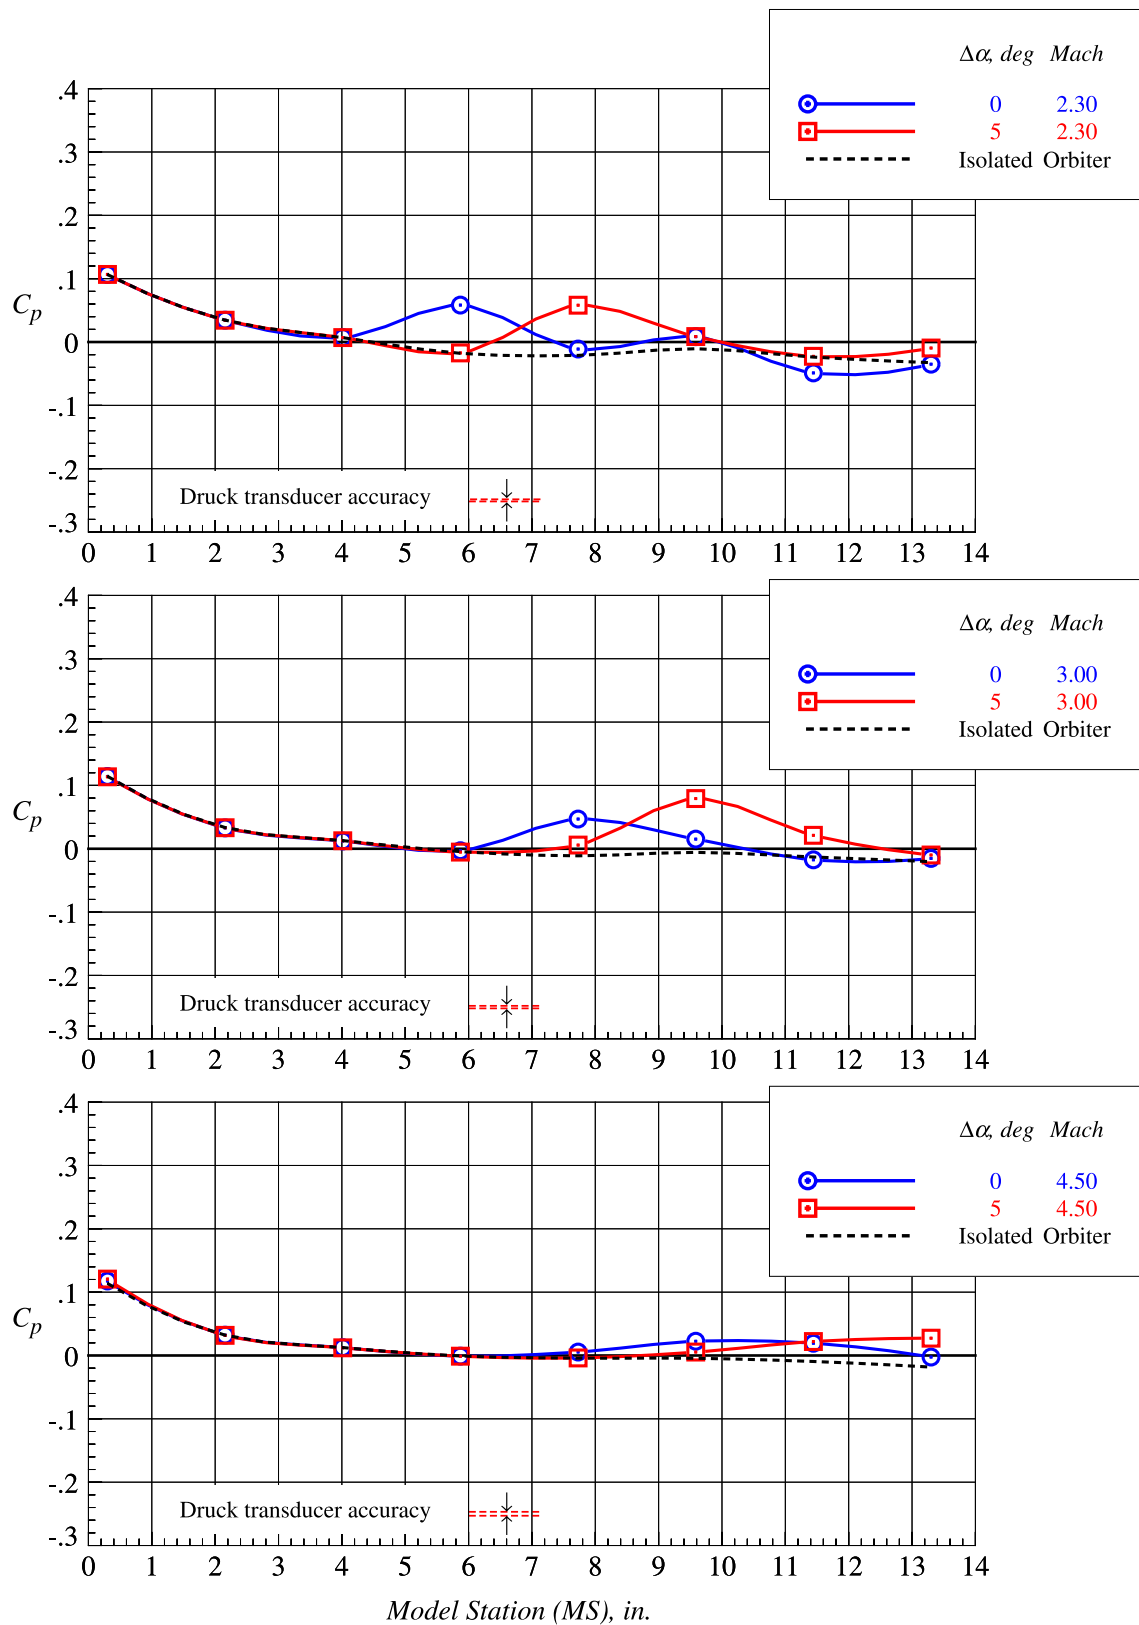 Δα, deg Mach
0 2.30
5 2.30
Isolated Orbiter
.4
.3
.2
.1
0
-.1
-.2
-.3
Cp
Druck transducer accuracy
0 1 2 3 4 5 6 7 8 9 10 11 12 13 14
Δα, deg Mach
0 3.00
5 3.00
Isolated Orbiter
.4
.3
.2
.1
0
-.1
-.2
-.3
Cp
Druck transducer accuracy
0 1 2 3 4 5 6 7 8 9 10 11 12 13 14
Δα, deg Mach
0 4.50
5 4.50
Isolated Orbiter
.4
.3
.2
.1
0
-.1
-.2
-.3
Cp
Druck transducer accuracy
0 1 2 3 4 5 6 7 8 9 10 11 12 13 14
Model Station (MS), in.